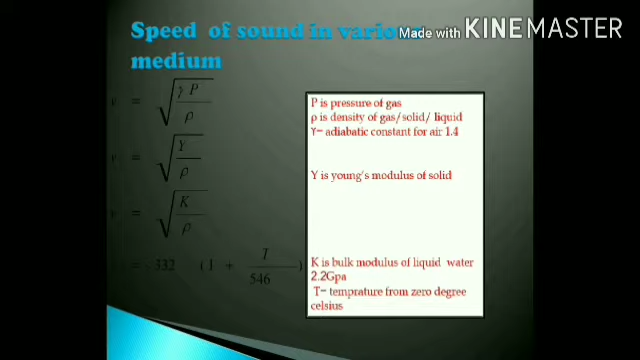 Speed of sound in various
Made with KINEMASTER
medium
v = √(γ P / ρ)
v = √(Y / ρ)
v = √(K / ρ)
= 332 (1 + T / 546 )
P is pressure of gas
ρ is density of gas/solid/ liquid
γ= adiabatic constant for air 1.4
Y is young's modulus of solid
K is bulk modulus of liquid water
2.2Gpa
T= temprature from zero degree
celsius